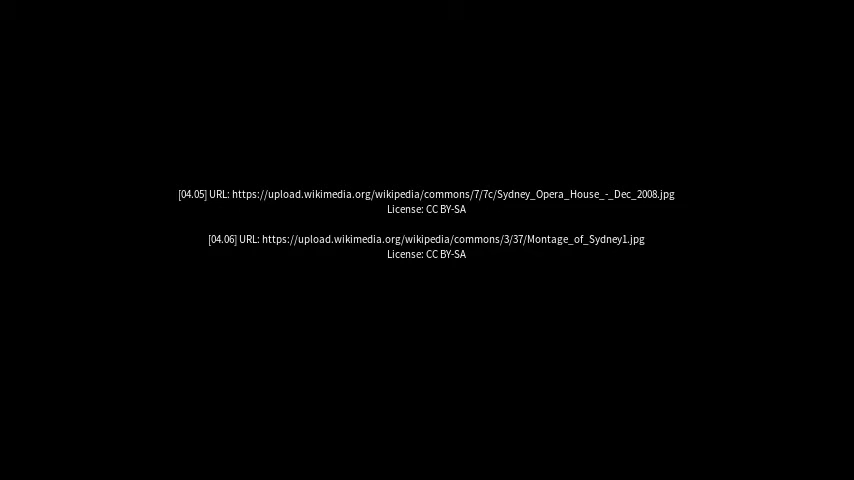 [04.05] URL: https://upload.wikimedia.org/wikipedia/commons/7/7c/Sydney_Opera_House_-_Dec_2008.jpg
License: CC BY-SA
[04.06] URL: https://upload.wikimedia.org/wikipedia/commons/3/37/Montage_of_Sydney1.jpg
License: CC BY-SA